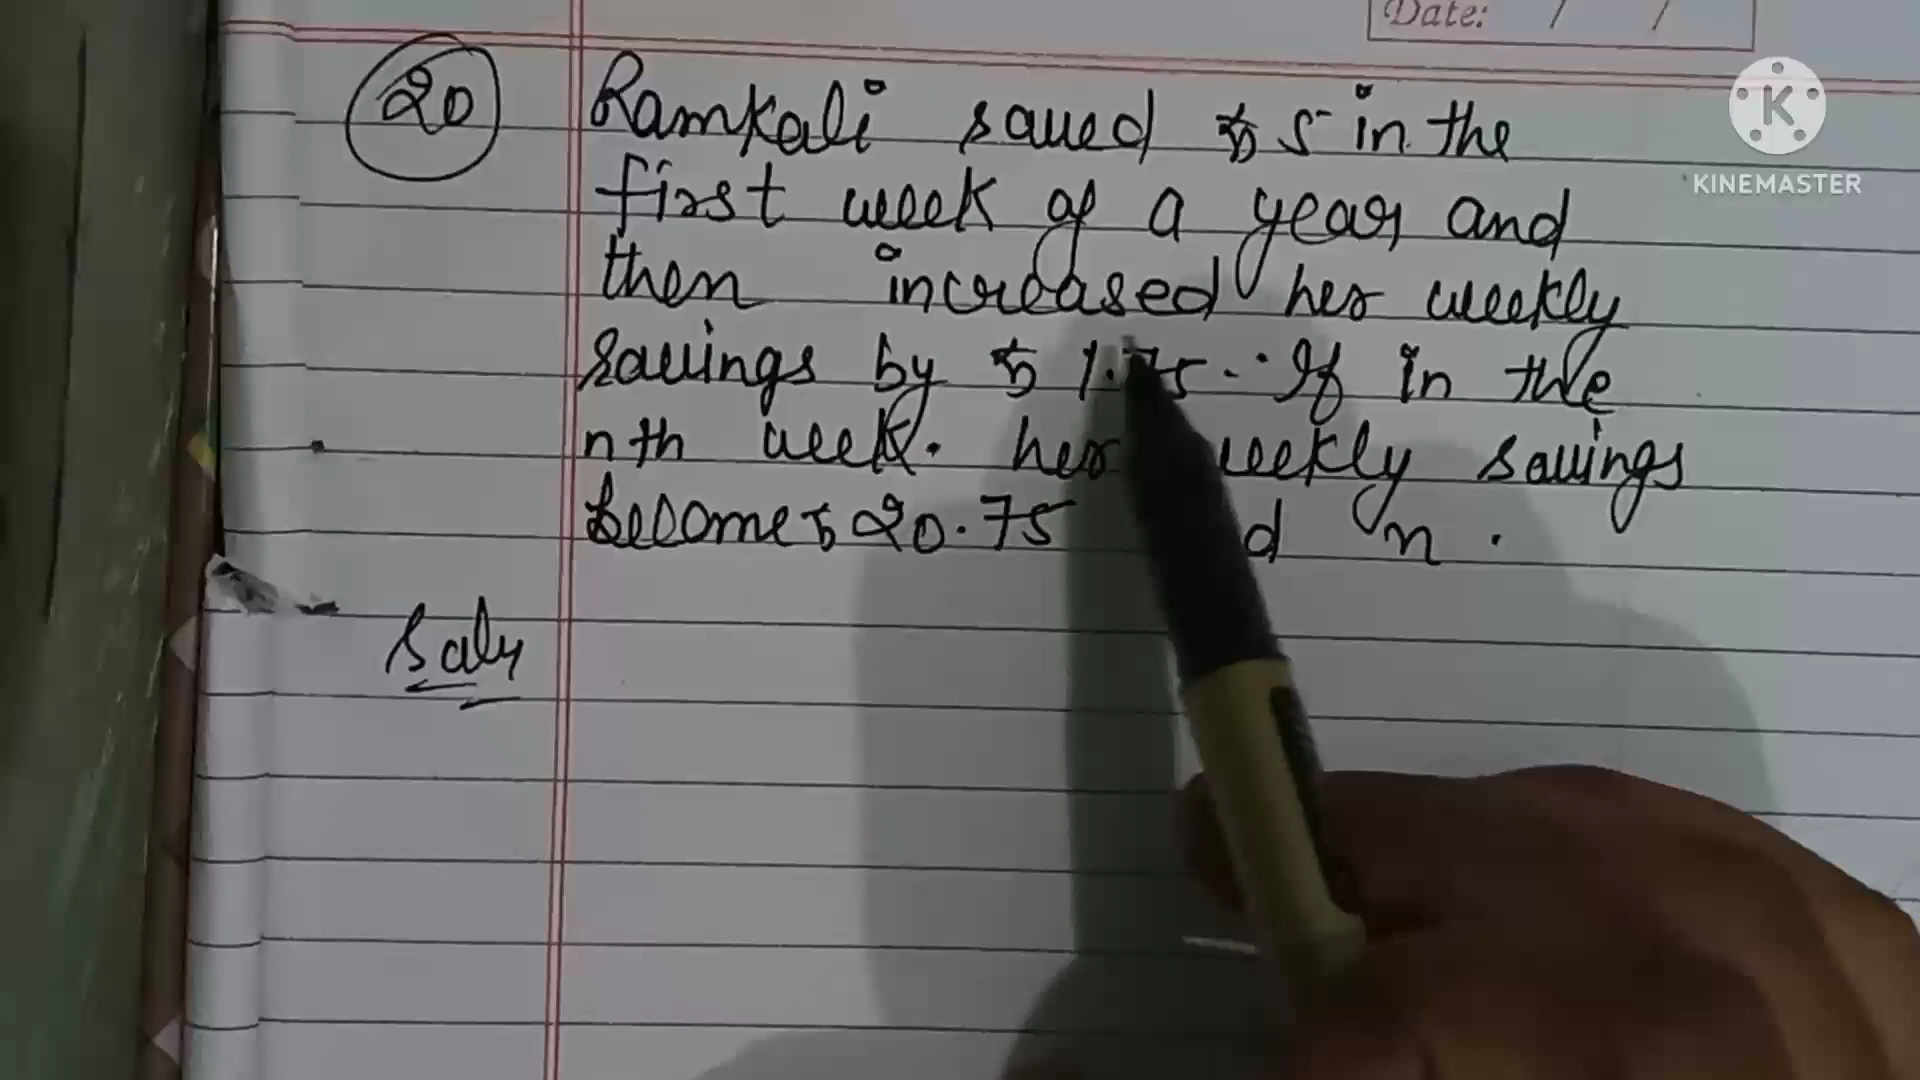 Date: / /
20 Ramkali saved ₹ 5 in the
first week of a year and
then increased her weekly
savings by ₹ 1.75. If in the
nth week. her weekly savings
become ₹ 20.75 n.
Soln
KINEMASTER